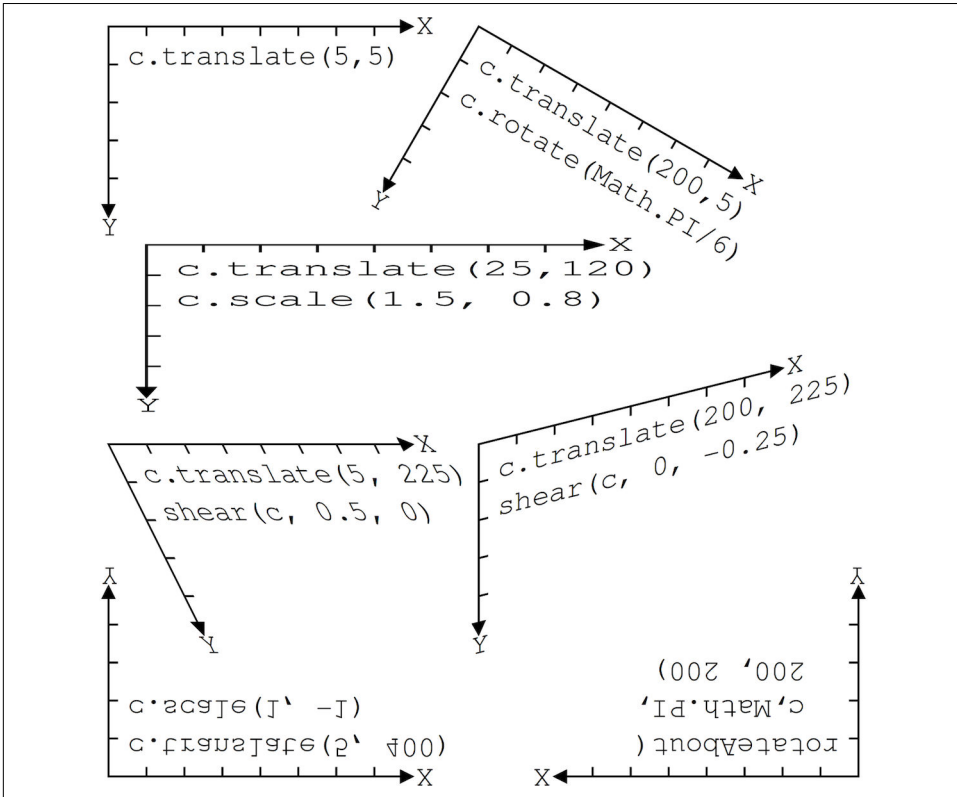 X
c.translate(5,5)
Y
c.translate(200,5)
c.rotate(Math.PI/6)
X
Y
X
c.translate(25,120)
c.scale(1.5, 0.8)
Y
X
c.translate(5, 225)
shear(c, 0.5, 0)
Y
X
c.translate(200, 225)
shear(c, 0, -0.25)
Y
Y
c.translate(5, 400)
c.scale(1, -1)
X
Y
rotateAbout(
c,Math.PI,
200, 200)
X